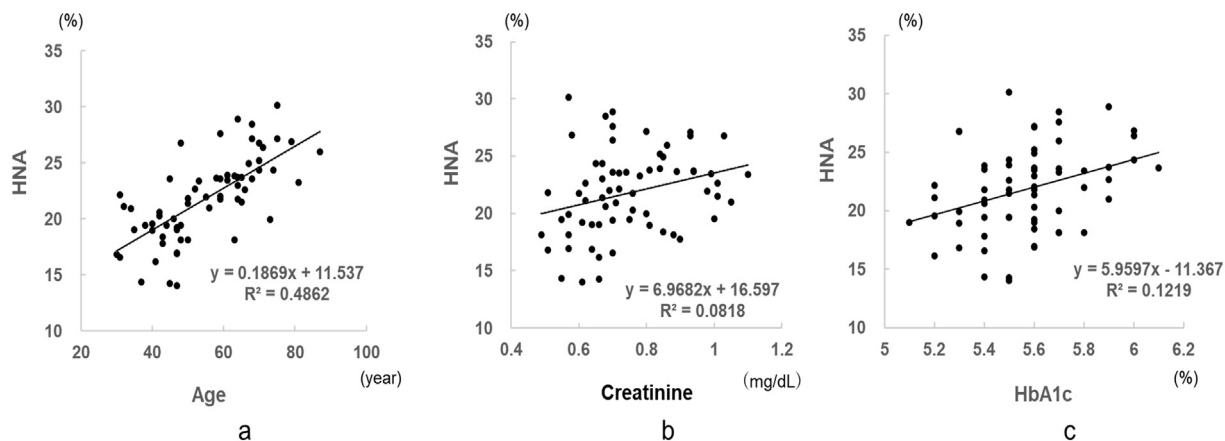 (%)
35
30
25
20
15
10
HNA
20
40
60
80
100
(year)
Age
y = 0.1869x + 11.537
R² = 0.4862
a
(%)
35
30
25
20
15
10
HNA
0.4
0.6
0.8
1
1.2
(mg/dL)
Creatinine
y = 6.9682x + 16.597
R² = 0.0818
b
(%)
35
30
25
20
15
10
HNA
5
5.2
5.4
5.6
5.8
6
6.2
(%)
HbA1c
y = 5.9597x - 11.367
R² = 0.1219
c